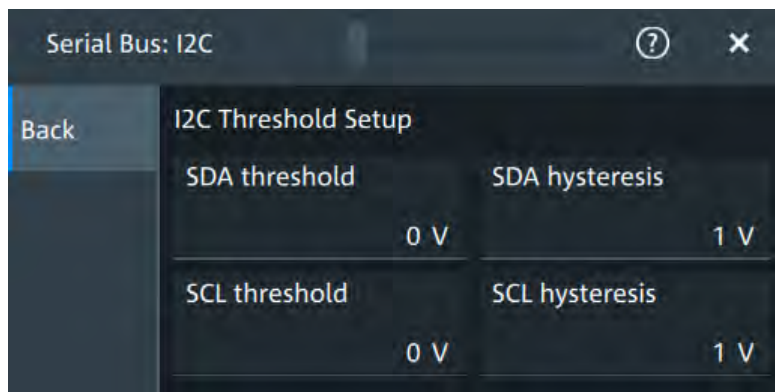 Serial Bus: I2C
?
Back
I2C Threshold Setup
SDA threshold
SDA hysteresis
0 V
1 V
SCL threshold
SCL hysteresis
0 V
1 V